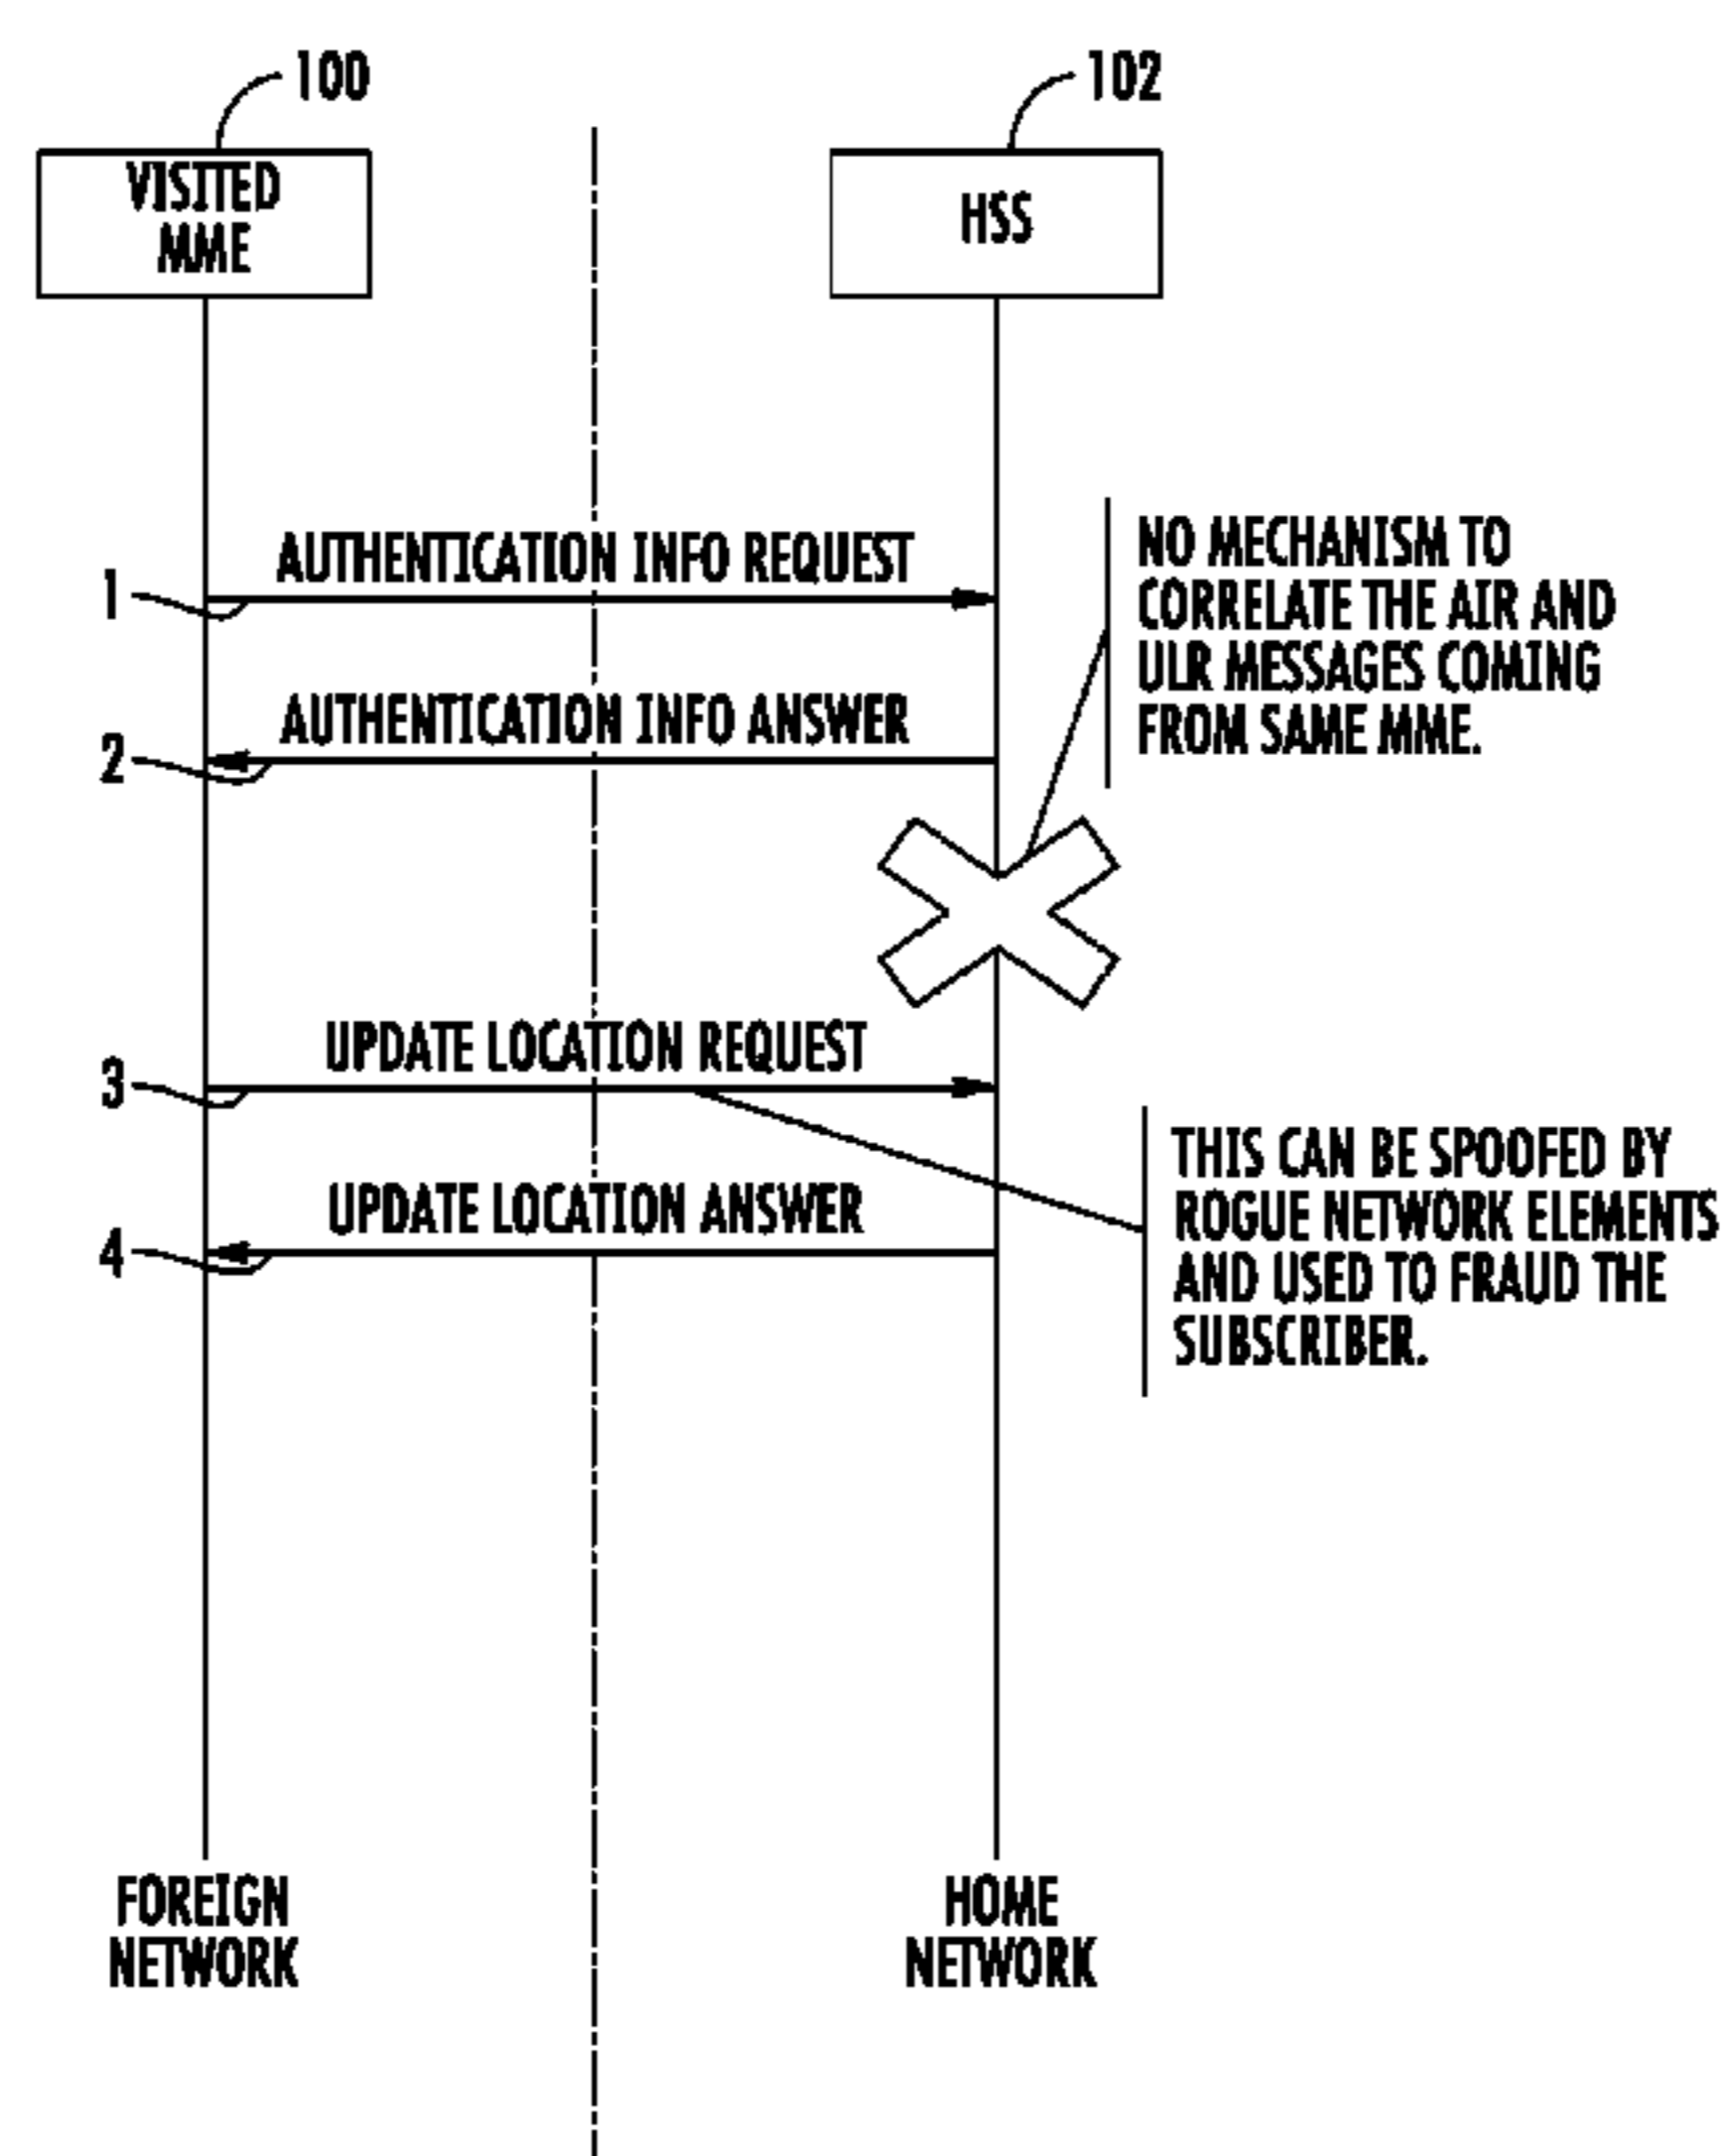 100
102
VISITED
MME
HSS
AUTHENTICATION INFO REQUEST
1
NO MECHANISM TO
CORRELATE THE AIR AND
ULR MESSAGES COMING
FROM SAME MME.
AUTHENTICATION INFO ANSWER
2
UPDATE LOCATION REQUEST
3
THIS CAN BE SPOOFED BY
ROGUE NETWORK ELEMENTS
AND USED TO FRAUD THE
SUBSCRIBER.
UPDATE LOCATION ANSWER
4
FOREIGN
NETWORK
HOME
NETWORK